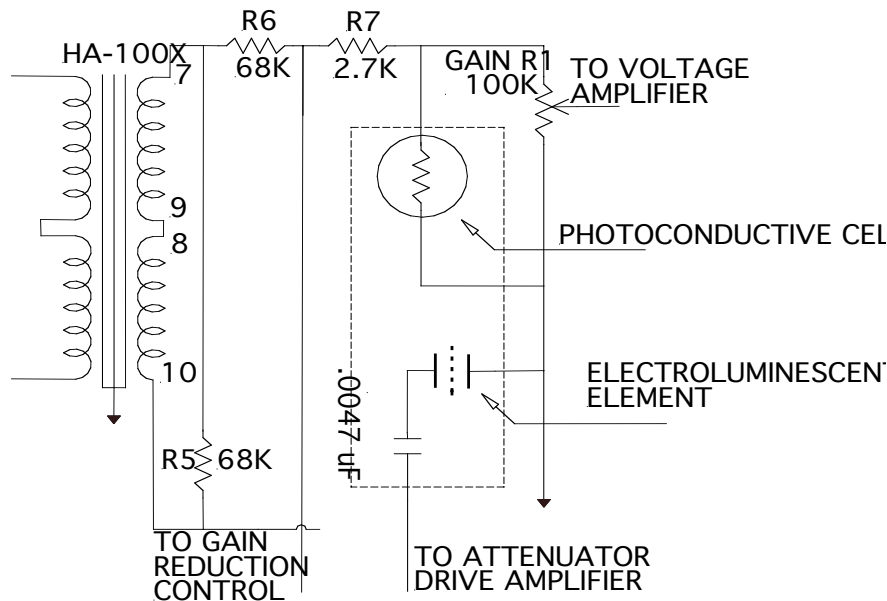 R6
R7
HA-100X
7
68K
2.7K
GAIN R1
100K
TO VOLTAGE
AMPLIFIER
9
8
PHOTOCONDUCTIVE CEL
10
.0047 uF
ELECTROLUMINESCENT
ELEMENT
R5
68K
TO GAIN
REDUCTION
CONTROL
TO ATTENUATOR
DRIVE AMPLIFIER